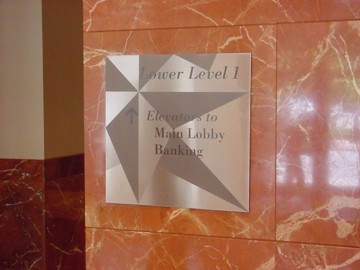 Lower Level 1
Elevators to
Main Lobby
Banking